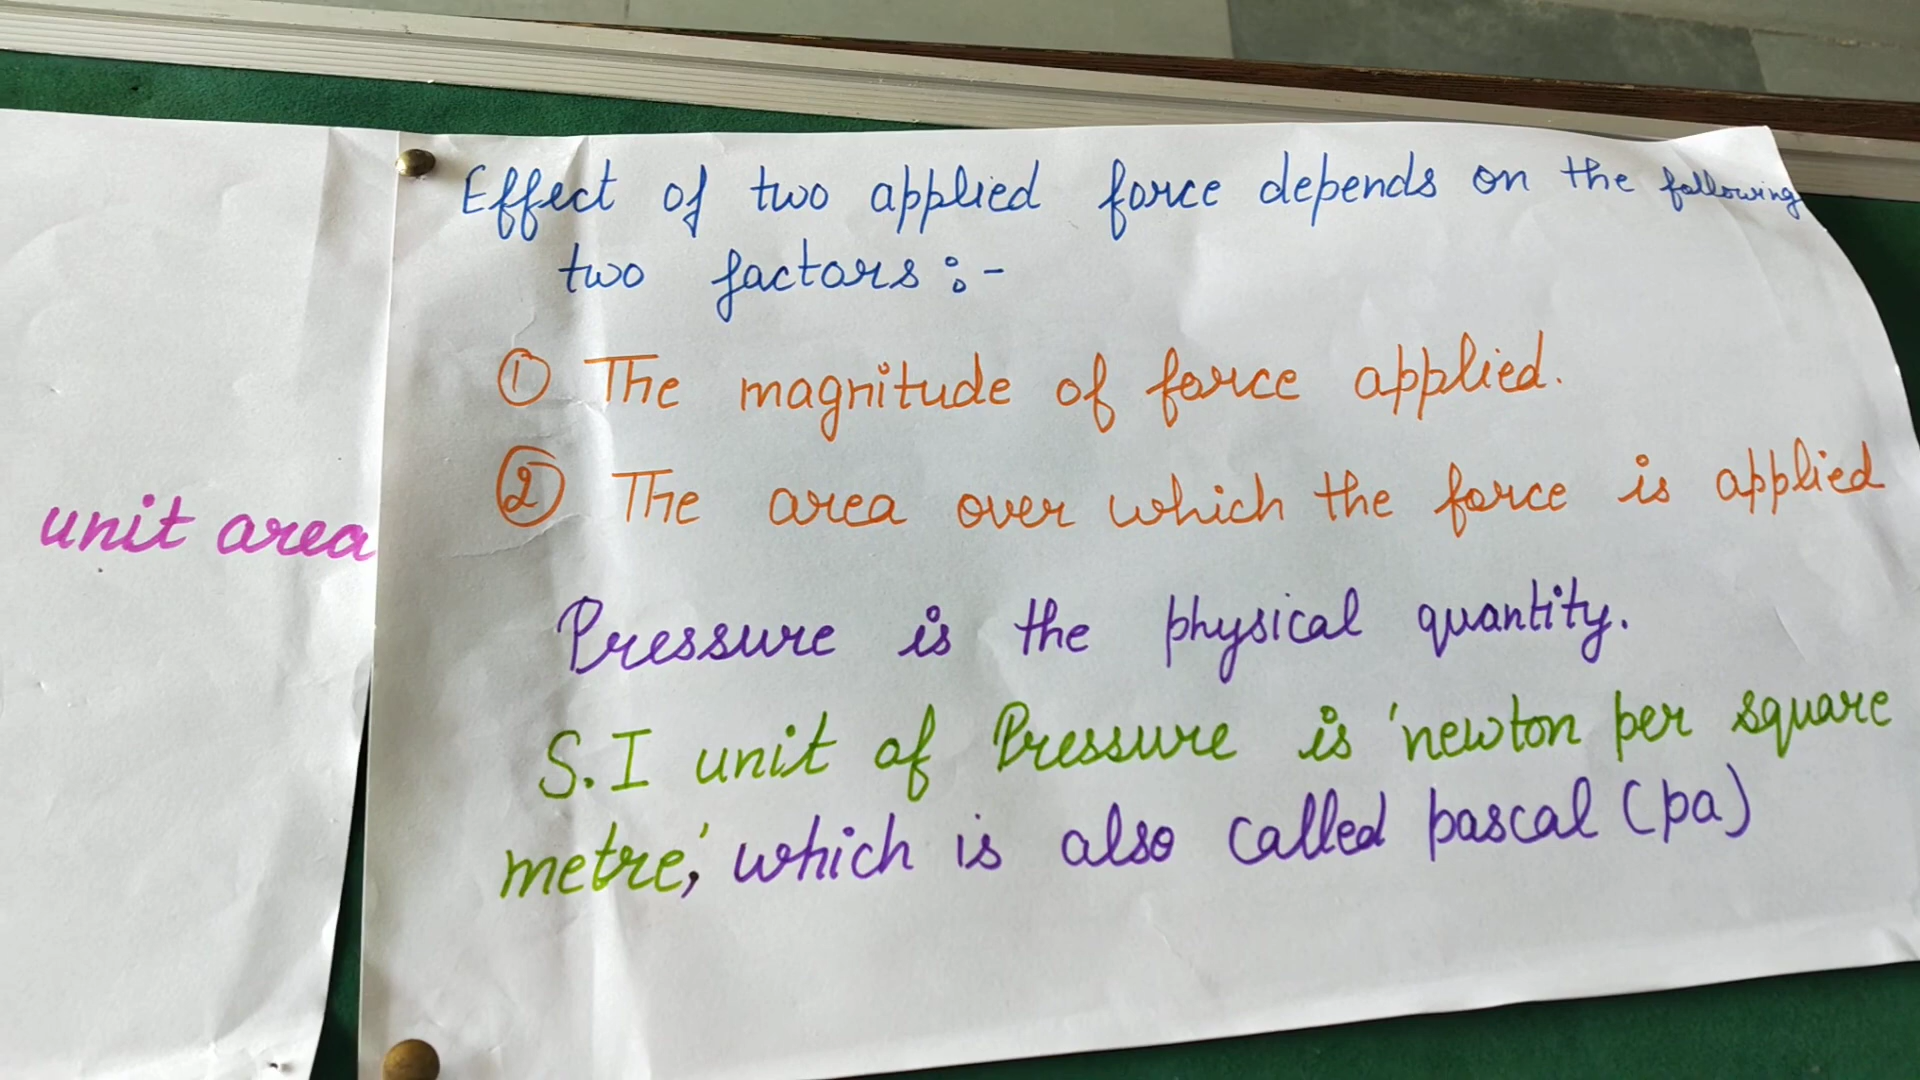 unit area
Effect of two applied force depends on the following
two factors :-
① The magnitude of force applied.
② The area over which the force is applied
Pressure is the physical quantity.
S.I unit of Pressure is 'newton per square
metre,' which is also called pascal (pa)